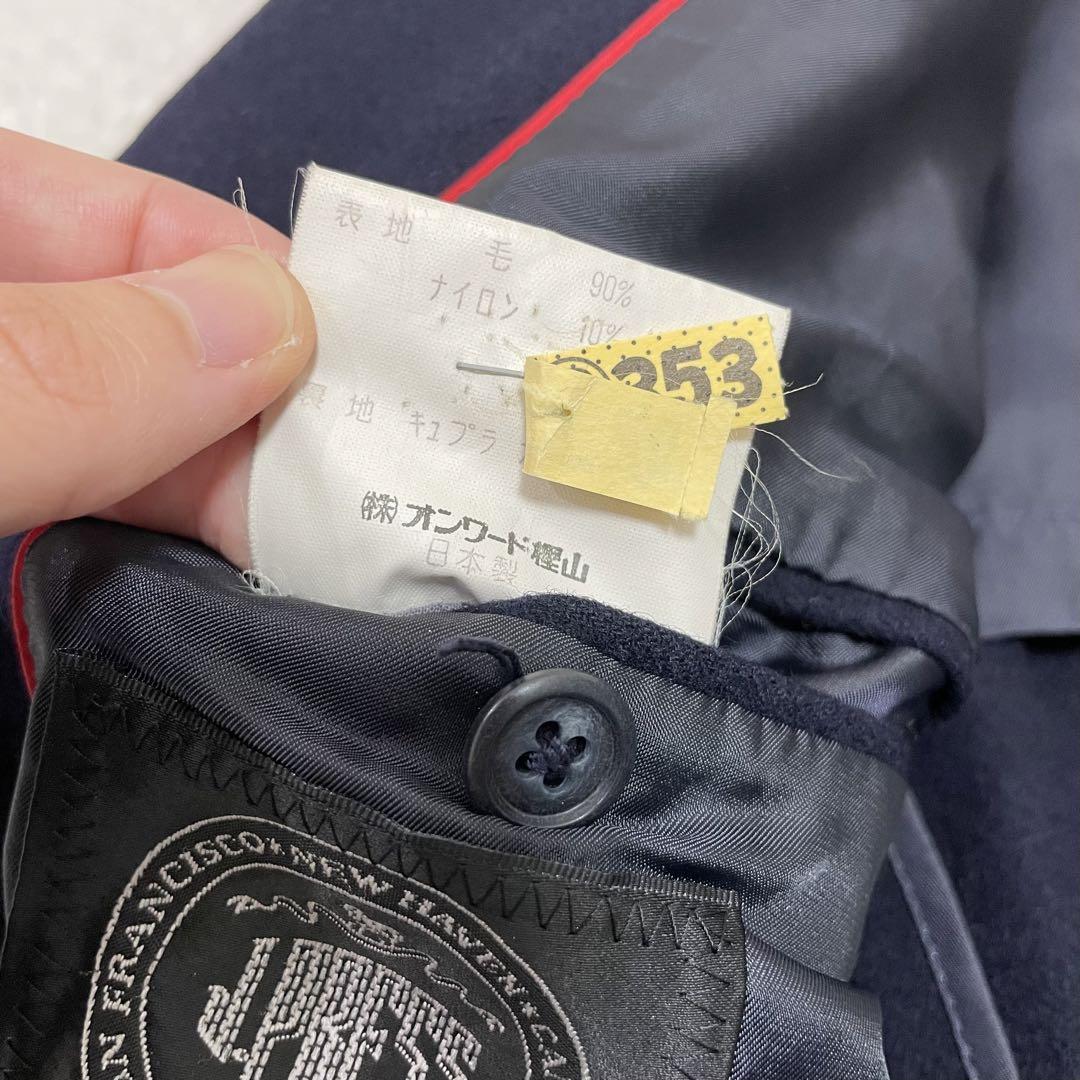 表地 毛 90%
ナイロン 10%
353
裏地 キュプラ
(株)オンワード樫山
日本製
SAN FRANCISCO & NEW HAVEN
J.PRESS